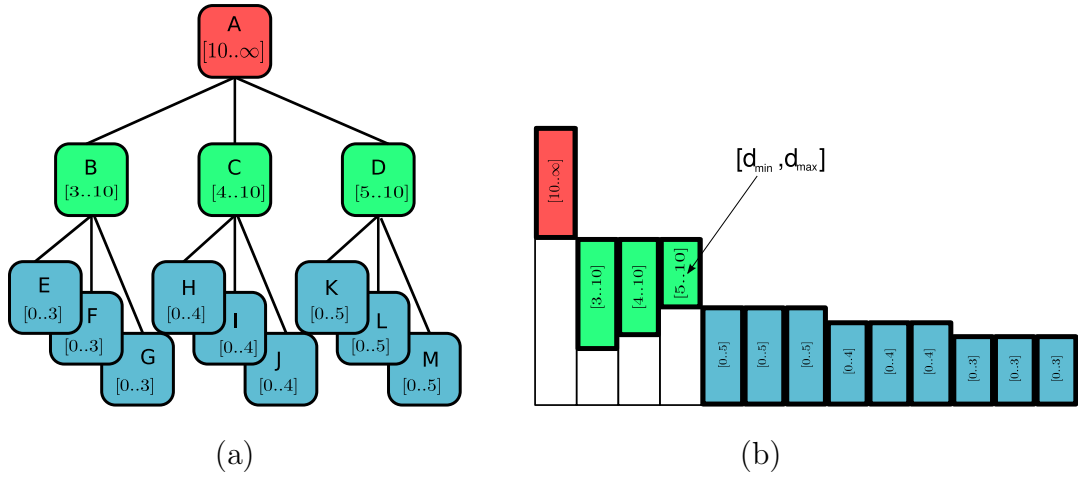 A
[10..∞]
B
[3..10]
C
[4..10]
D
[5..10]
E
[0..3]
F
[0..3]
G
[0..3]
H
[0..4]
I
[0..4]
J
[0..4]
K
[0..5]
L
[0..5]
M
[0..5]
(a)
[dmin ,dmax]
[10..∞]
[3..10]
[4..10]
[5..10]
[0..5]
[0..5]
[0..5]
[0..4]
[0..4]
[0..4]
[0..3]
[0..3]
[0..3]
(b)